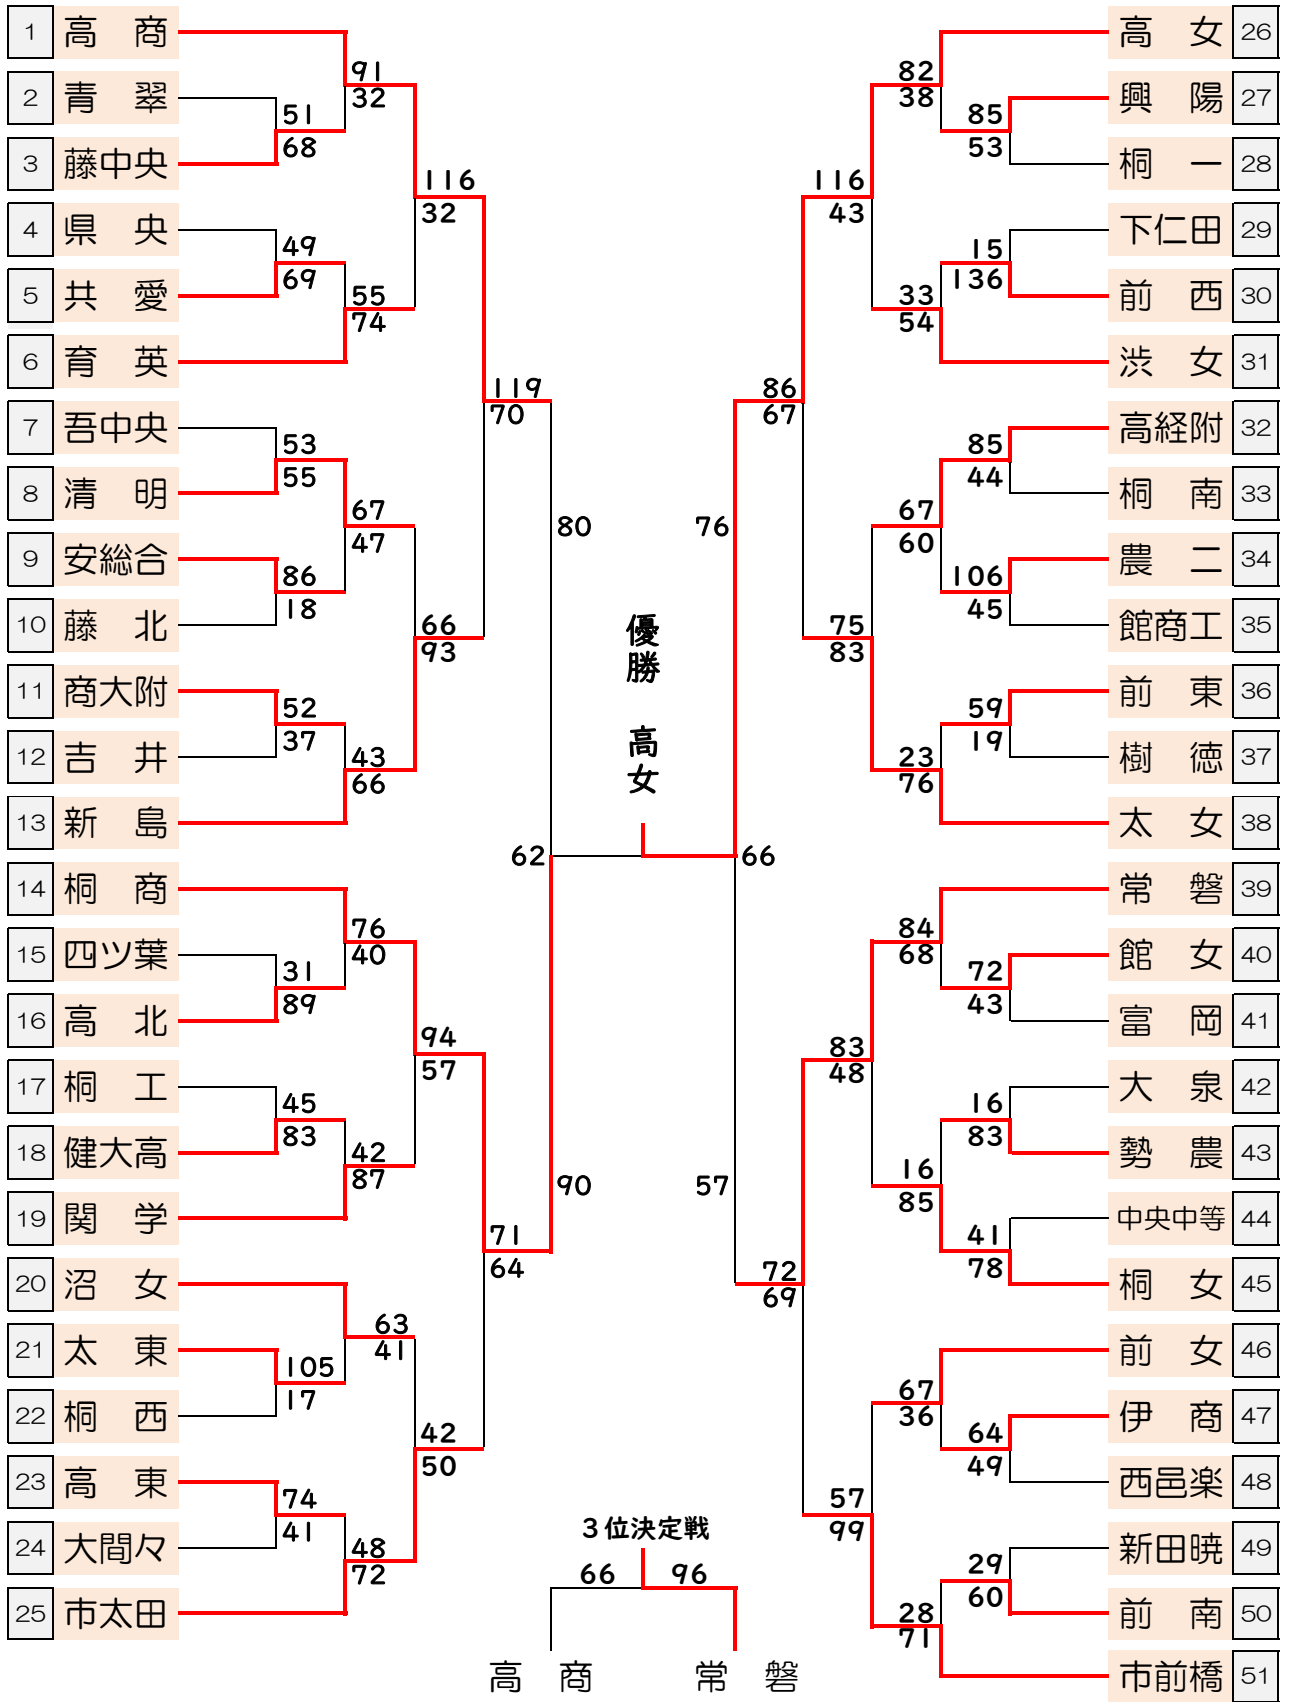 1 高商
2 青翠
3 藤中央
4 県央
5 共愛
6 育英
7 吾中央
8 清明
9 安総合
10 藤北
11 商大附
12 吉井
13 新島
14 桐商
15 四ツ葉
16 高北
17 桐工
18 健大高
19 関学
20 沼女
21 太東
22 桐西
23 高東
24 大間々
25 市太田
51
68
49
69
53
55
86
18
52
37
31
89
45
83
105
17
74
41
91
32
55
74
67
47
43
66
76
40
42
87
63
41
48
72
116
32
66
93
94
57
42
50
119
70
71
64
80
90
62
優勝 高女
66
76
57
86
67
72
69
116
43
75
83
83
48
57
99
82
38
33
54
67
60
23
76
84
68
16
85
67
36
28
71
85
53
15
136
85
44
106
45
59
19
72
43
16
83
41
78
64
49
29
60
高女 26
興陽 27
桐一 28
下仁田 29
前西 30
渋女 31
高経附 32
桐南 33
農二 34
館商工 35
前東 36
樹徳 37
太女 38
常磐 39
館女 40
富岡 41
大泉 42
勢農 43
中央中等 44
桐女 45
前女 46
伊商 47
西邑楽 48
新田暁 49
前南 50
市前橋 51
3位決定戦
66 96
高商 常磐